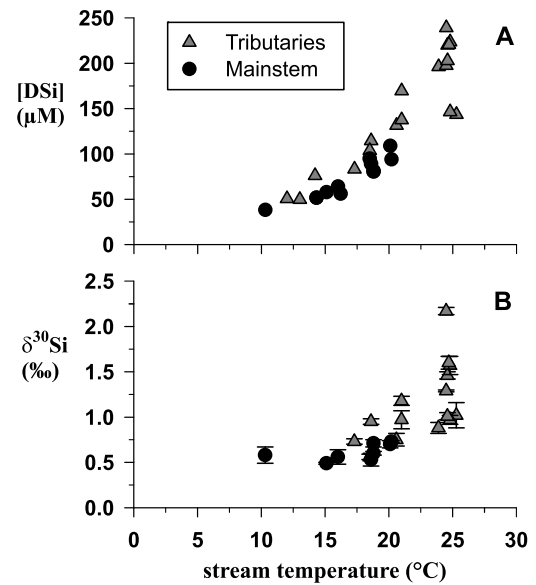 250
200
150
100
50
0
[DSi]
(µM)
Tributaries
Mainstem
A
2.5
2.0
1.5
1.0
0.5
0.0
δ³⁰Si
(‰)
B
0 5 10 15 20 25 30
stream temperature (°C)